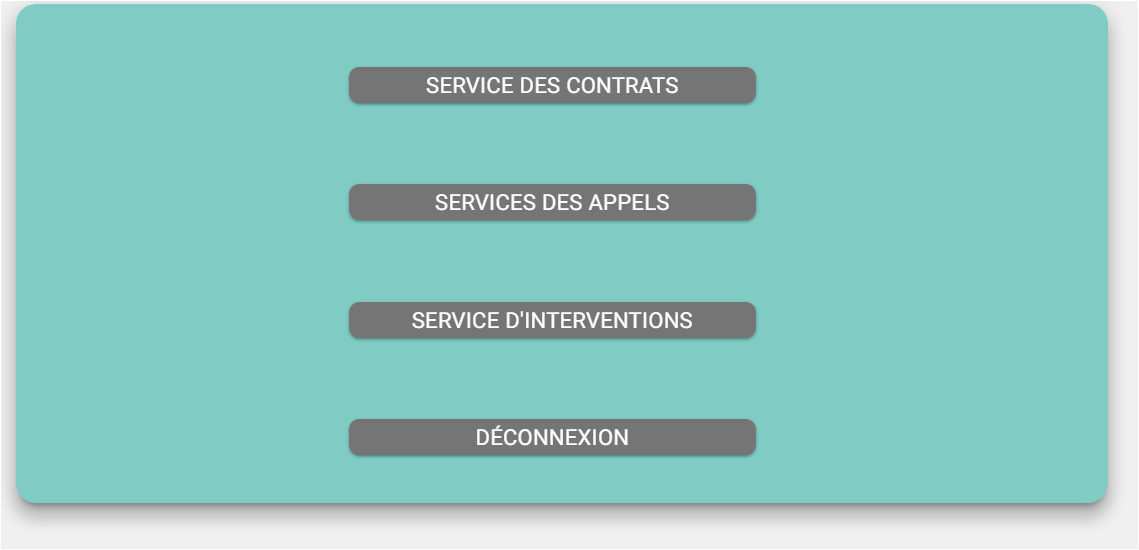 SERVICE DES CONTRATS
SERVICES DES APPELS
SERVICE D'INTERVENTIONS
DÉCONNEXION